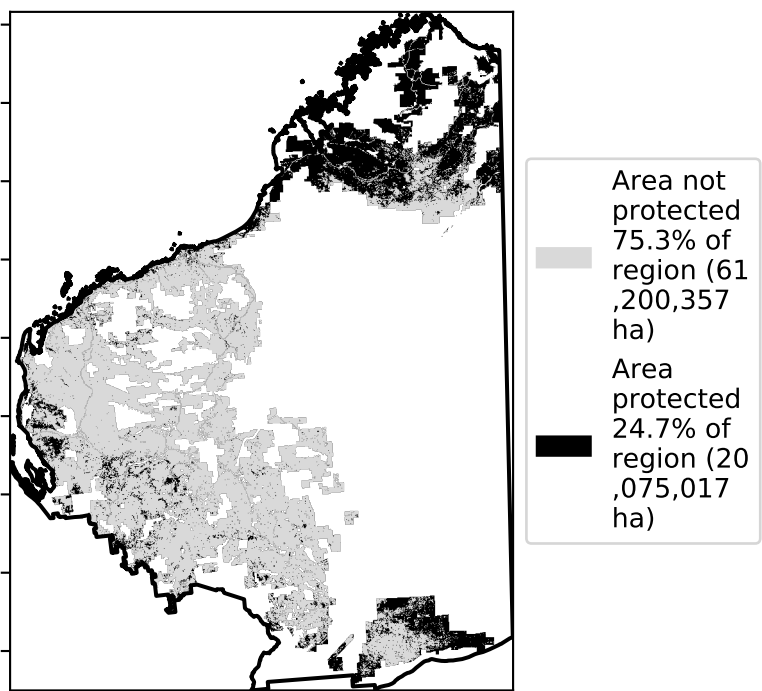 Area not
protected
75.3% of
region (61
,200,357
ha)
Area
protected
24.7% of
region (20
,075,017
ha)